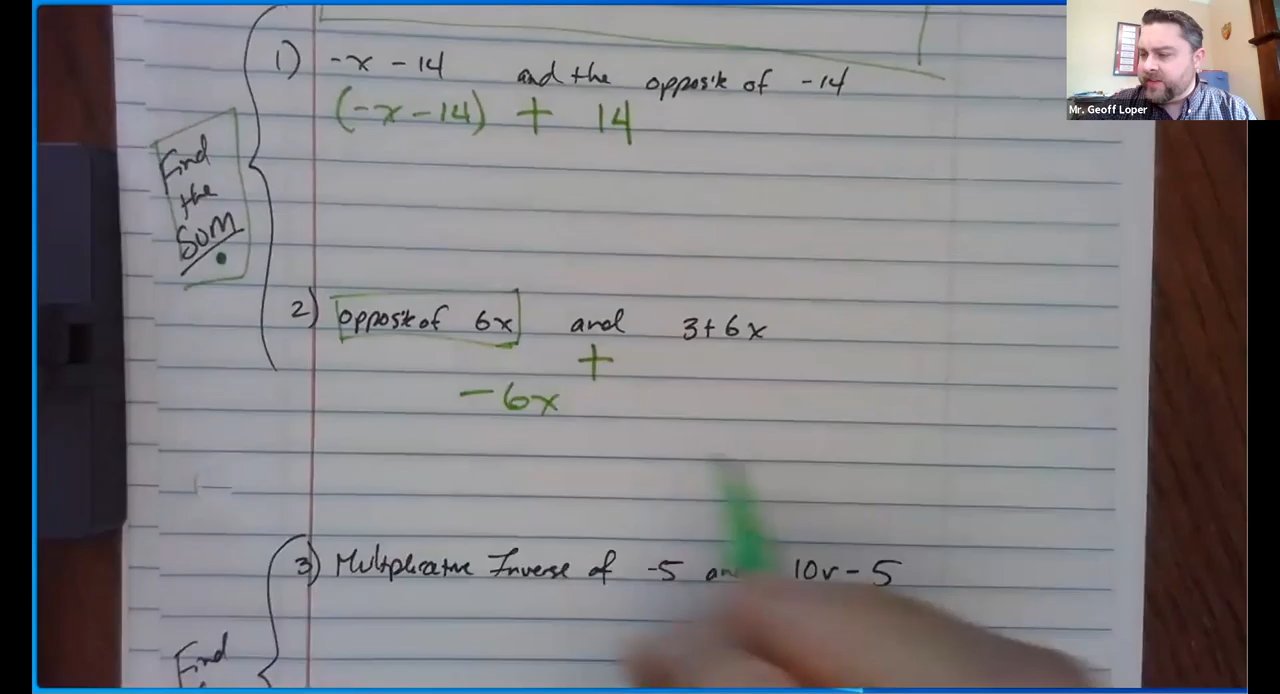 1) -x - 14 and the opposite of -14
(-x - 14) + 14
Find
the
SUM
2) opposite of 6x and 3+6x
+
-6x
3) Multiplicative Inverse of -5 10r - 5
Find
Mr. Geoff Loper